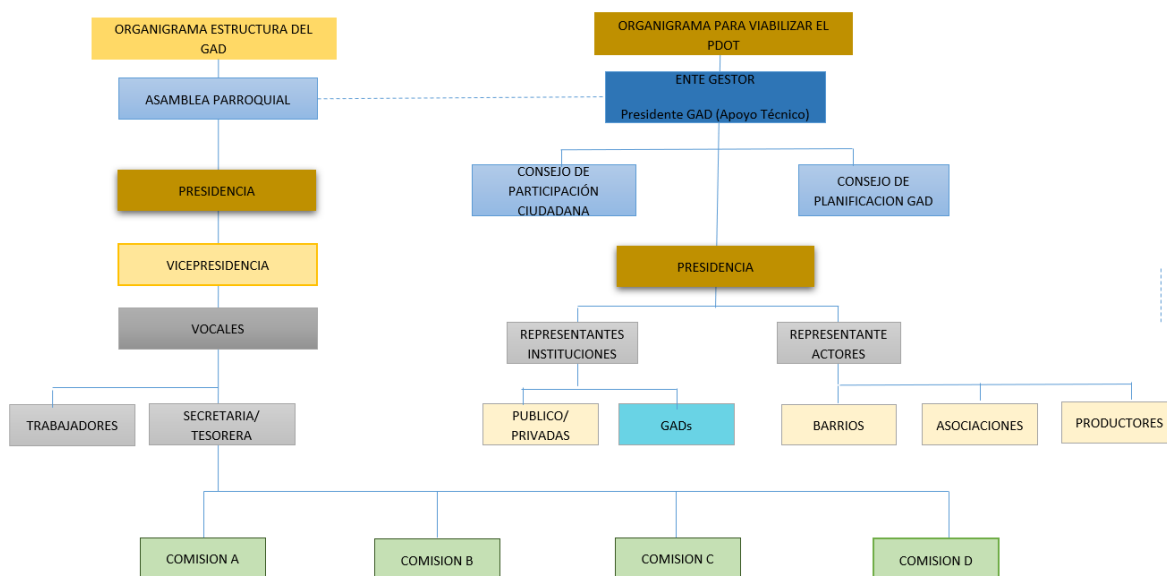 ORGANIGRAMA ESTRUCTURA DEL
GAD
ORGANIGRAMA PARA VIABILIZAR EL
PDOT
ASAMBLEA PARROQUIAL
ENTE GESTOR
Presidente GAD (Apoyo Técnico)
CONSEJO DE
PARTICIPACIÓN
CIUDADANA
CONSEJO DE
PLANIFICACION GAD
PRESIDENCIA
VICEPRESIDENCIA
PRESIDENCIA
VOCALES
REPRESENTANTES
INSTITUCIONES
REPRESENTANTE
ACTORES
TRABAJADORES
SECRETARIA/
TESORERA
PUBLICO/
PRIVADAS
GADs
BARRIOS
ASOCIACIONES
PRODUCTORES
COMISION A
COMISION B
COMISION C
COMISION D